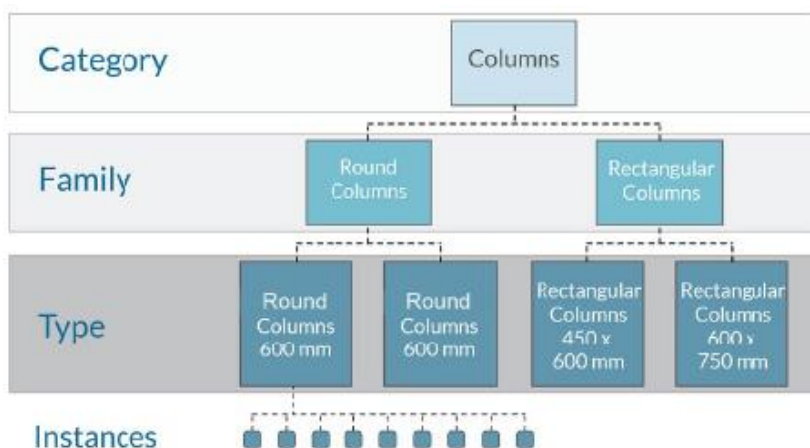 Category
Columns
Family
Round
Columns
Rectangular
Columns
Type
Round
Columns
600 mm
Round
Columns
600 mm
Rectangular
Columns
450 x
600 mm
Rectangular
Columns
600 x
750 mm
Instances